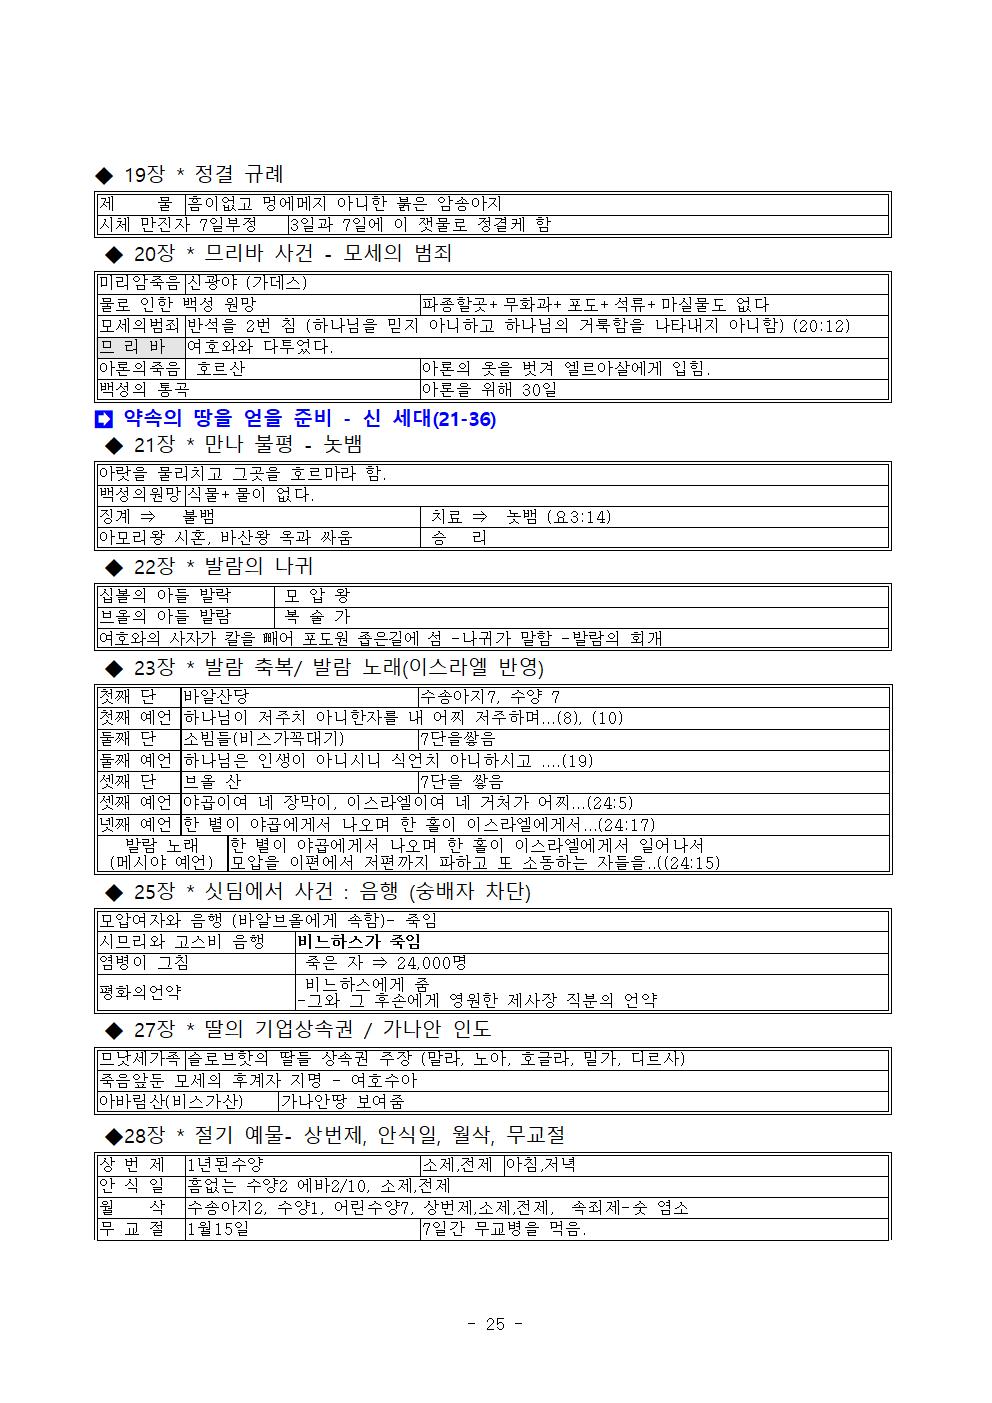 ◆ 19장 * 정결 규례
제 물 흠이없고 멍에메지 아니한 붉은 암송아지
시체 만진자 7일부정 3일과 7일에 이 잿물로 정결케 함
◆ 20장 * 므리바 사건 - 모세의 범죄
미리암죽음 신광야 (가데스)
물로 인한 백성 원망 파종할곳+무화과+포도+석류+마실물도 없다
모세의범죄 반석을 2번 침 (하나님을 믿지 아니하고 하나님의 거룩함을 나타내지 아니함) (20:12)
므 리 바 여호와와 다투었다.
아론의죽음 호르산 아론의 옷을 벗겨 엘르아살에게 입힘.
백성의 통곡 아론을 위해 30일
➡ 약속의 땅을 얻을 준비 - 신 세대(21-36)
◆ 21장 * 만나 불평 - 놋뱀
아랏을 물리치고 그곳을 호르마라 함.
백성의원망 식물+물이 없다.
징계 ⇒ 불뱀 치료 ⇒ 놋뱀 (요3:14)
아모리왕 시혼, 바산왕 옥과 싸움 승 리
◆ 22장 * 발람의 나귀
십볼의 아들 발락 모 압 왕
브올의 아들 발람 복 술 가
여호와의 사자가 칼을 빼어 포도원 좁은길에 섬 -나귀가 말함 -발람의 회개
◆ 23장 * 발람 축복/ 발람 노래(이스라엘 반영)
첫째 단 바알산당 수송아지7, 수양 7
첫째 예언 하나님이 저주치 아니한자를 내 어찌 저주하며...(8), (10)
둘째 단 소빔들(비스가꼭대기) 7단을쌓음
둘째 예언 하나님은 인생이 아니시니 식언치 아니하시고 ....(19)
셋째 단 브올 산 7단을 쌓음
셋째 예언 야곱이여 네 장막이, 이스라엘이여 네 거처가 어찌...(24:5)
넷째 예언 한 별이 야곱에게서 나오며 한 홀이 이스라엘에게서...(24:17)
발람 노래 한 별이 야곱에게서 나오며 한 홀이 이스라엘에게서 일어나서
(메시야 예언) 모압을 이편에서 저편까지 파하고 또 소동하는 자들을..((24:15)
◆ 25장 * 싯딤에서 사건 : 음행 (숭배자 차단)
모압여자와 음행 (바알브올에게 속함)- 죽임
시므리와 고스비 음행 비느하스가 죽임
염병이 그침 죽은 자 ⇒ 24,000명
평화의언약 비느하스에게 줌
-그와 그 후손에게 영원한 제사장 직분의 언약
◆ 27장 * 딸의 기업상속권 / 가나안 인도
므낫세가족 슬로브핫의 딸들 상속권 주장 (말라, 노아, 호글라, 밀가, 디르사)
죽음앞둔 모세의 후계자 지명 - 여호수아
아바림산(비스가산) 가나안땅 보여줌
◆28장 * 절기 예물- 상번제, 안식일, 월삭, 무교절
상 번 제 1년된수양 소제,전제 아침,저녁
안 식 일 흠없는 수양2 에바2/10, 소제,전제
월 삭 수송아지2, 수양1, 어린수양7, 상번제,소제,전제, 속죄제-숫 염소
무 교 절 1월15일 7일간 무교병을 먹음.
- 25 -